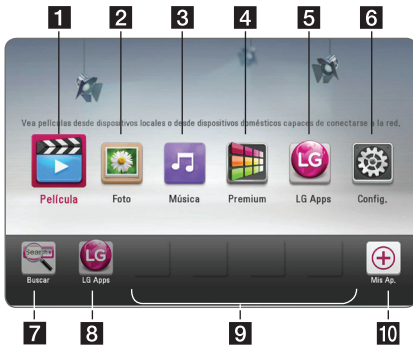 1 2 3 4 5 6
Vea películas desde dispositivos locales o desde dispositivos domésticos capaces de conectarse a la red.
LG
Película Foto Música Premium LG Apps Config.
Search LG
Buscar LG Apps Mis Ap.
7 8 9 10